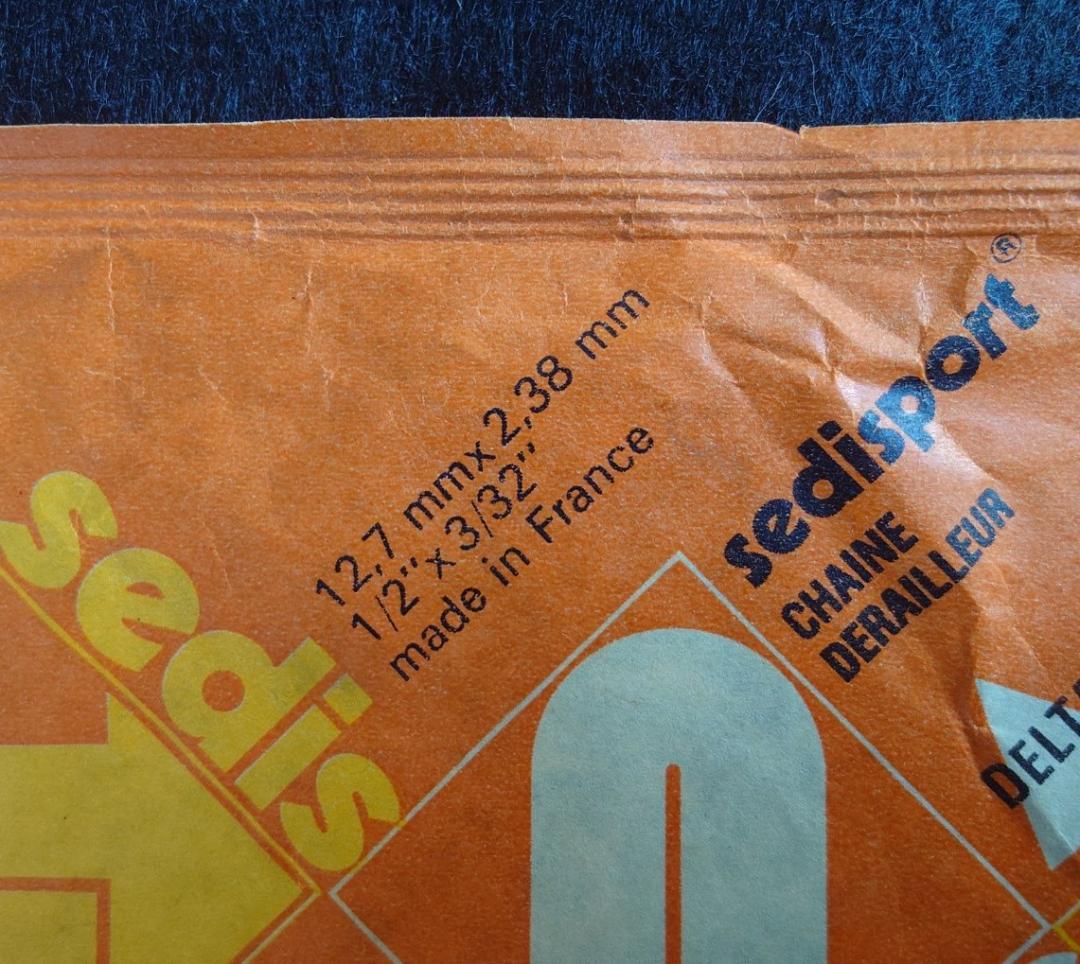 sedis
12,7 mm x 2,38 mm
1/2" x 3/32"
made in France
sedisport®
CHAINE
DERAILLEUR